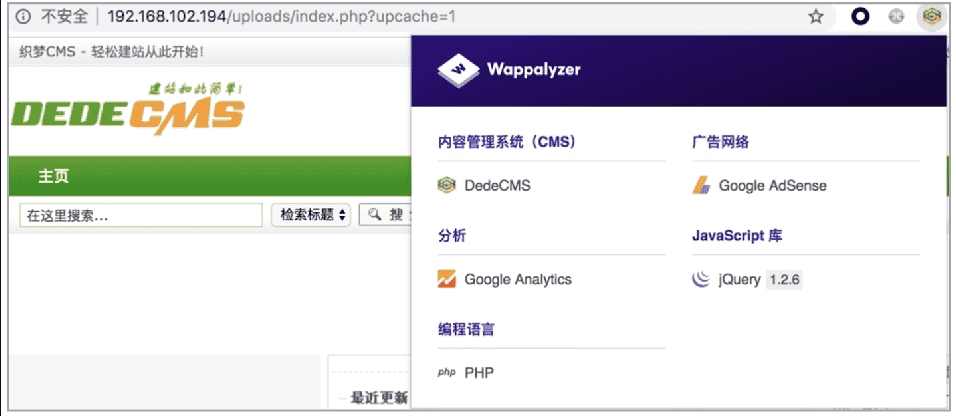 不安全 192.168.102.194/uploads/index.php?upcache=1
织梦CMS - 轻松建站从此开始!
Wappalyzer
建站如此简单!
DEDECMS
内容管理系统（CMS）
广告网络
主页
DedeCMS
Google AdSense
在这里搜索...
检索标题
搜
分析
JavaScript 库
Google Analytics
jQuery 1.2.6
编程语言
php PHP
最近更新